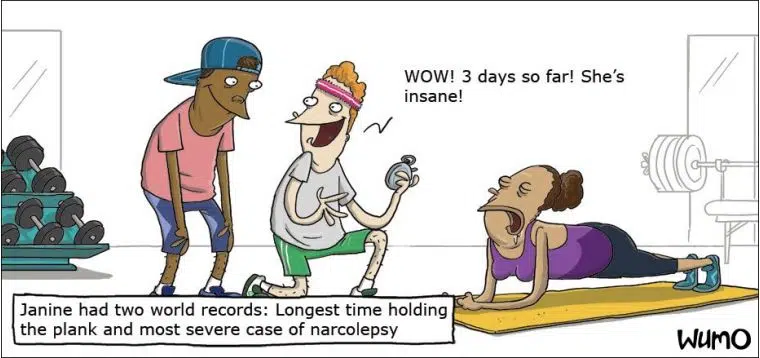 WOW! 3 days so far! She's
insane!
Janine had two world records: Longest time holding
the plank and most severe case of narcolepsy
WUMO